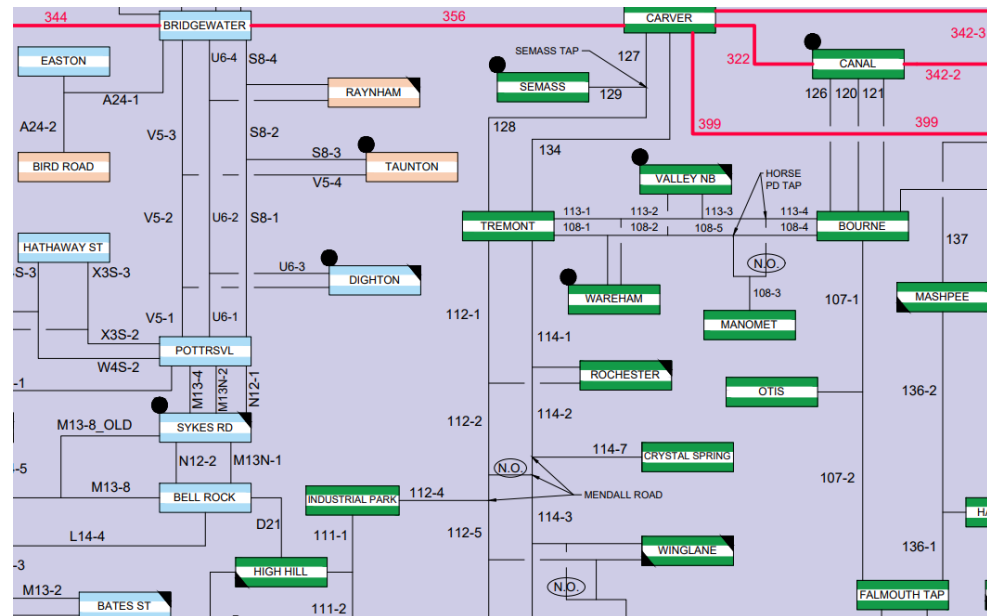 344
356
BRIDGEWATER
CARVER
342-3
EASTON
U6-4
S8-4
SEMASS TAP
127
322
CANAL
342-2
A24-1
RAYNHAM
SEMASS
129
126
120
121
A24-2
V5-3
S8-2
128
399
399
BIRD ROAD
S8-3
TAUNTON
134
V5-4
VALLEY NB
HORSE
PD TAP
V5-2
U6-2
S8-1
113-1
113-2
113-3
113-4
TREMONT
BOURNE
108-1
108-2
108-5
108-4
HATHAWAY ST
137
S-3
X3S-3
U6-3
N.O.
DIGHTON
WAREHAM
108-3
MASHPEE
107-1
V5-1
U6-1
112-1
MANOMET
X3S-2
114-1
POTTRSVL
W4S-2
ROCHESTER
-1
M13-4
M13N-2
N12-1
OTIS
136-2
SYKES RD
112-2
114-2
M13-8_OLD
114-7
CRYSTAL SPRING
N12-2
M13N-1
N.O.
-5
107-2
M13-8
BELL ROCK
INDUSTRIAL PARK
112-4
MENDALL ROAD
D21
114-3
HA
L14-4
111-1
112-5
WINGLANE
136-1
-3
HIGH HILL
N.O.
M13-2
FALMOUTH TAP
BATES ST
111-2